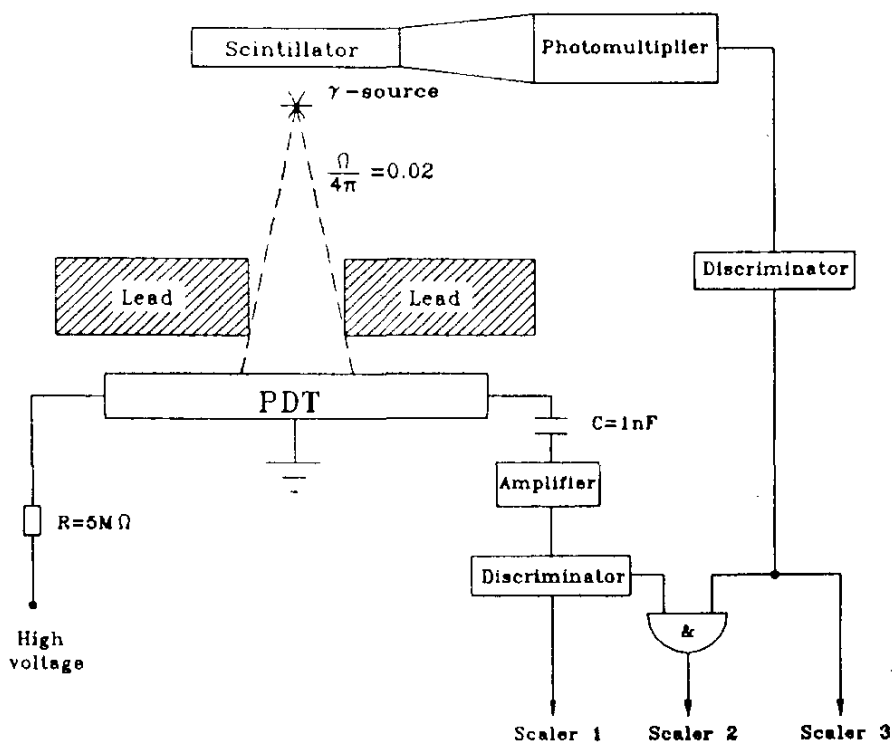 Scintillator
Photomultiplier
γ-source
Ω/4π = 0.02
Lead
Lead
Discriminator
PDT
C=1nF
Amplifier
R=5MΩ
Discriminator
&
High
voltage
Scaler 1
Scaler 2
Scaler 3